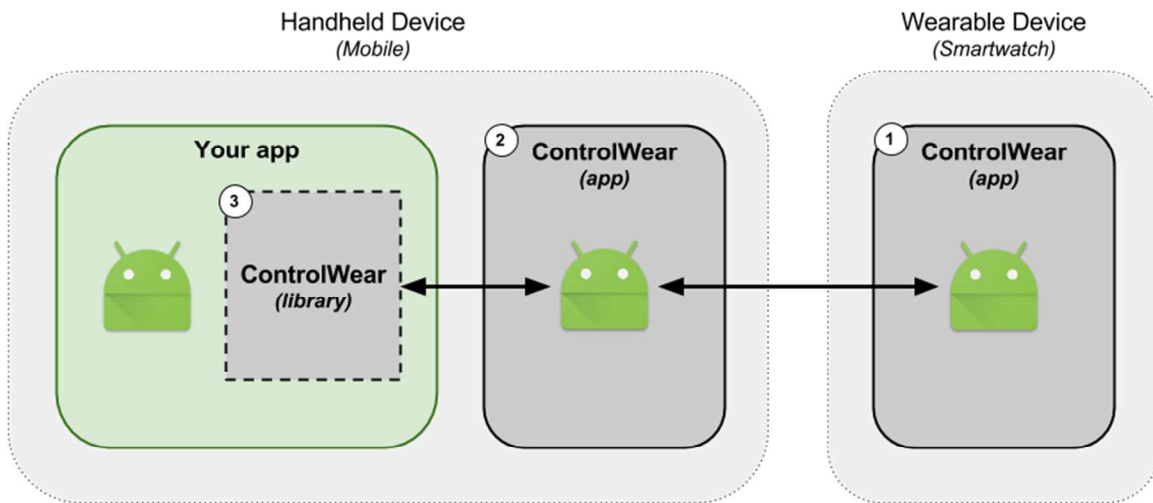 Handheld Device
(Mobile)
Wearable Device
(Smartwatch)
Your app
3
ControlWear
(library)
2
ControlWear
(app)
1
ControlWear
(app)